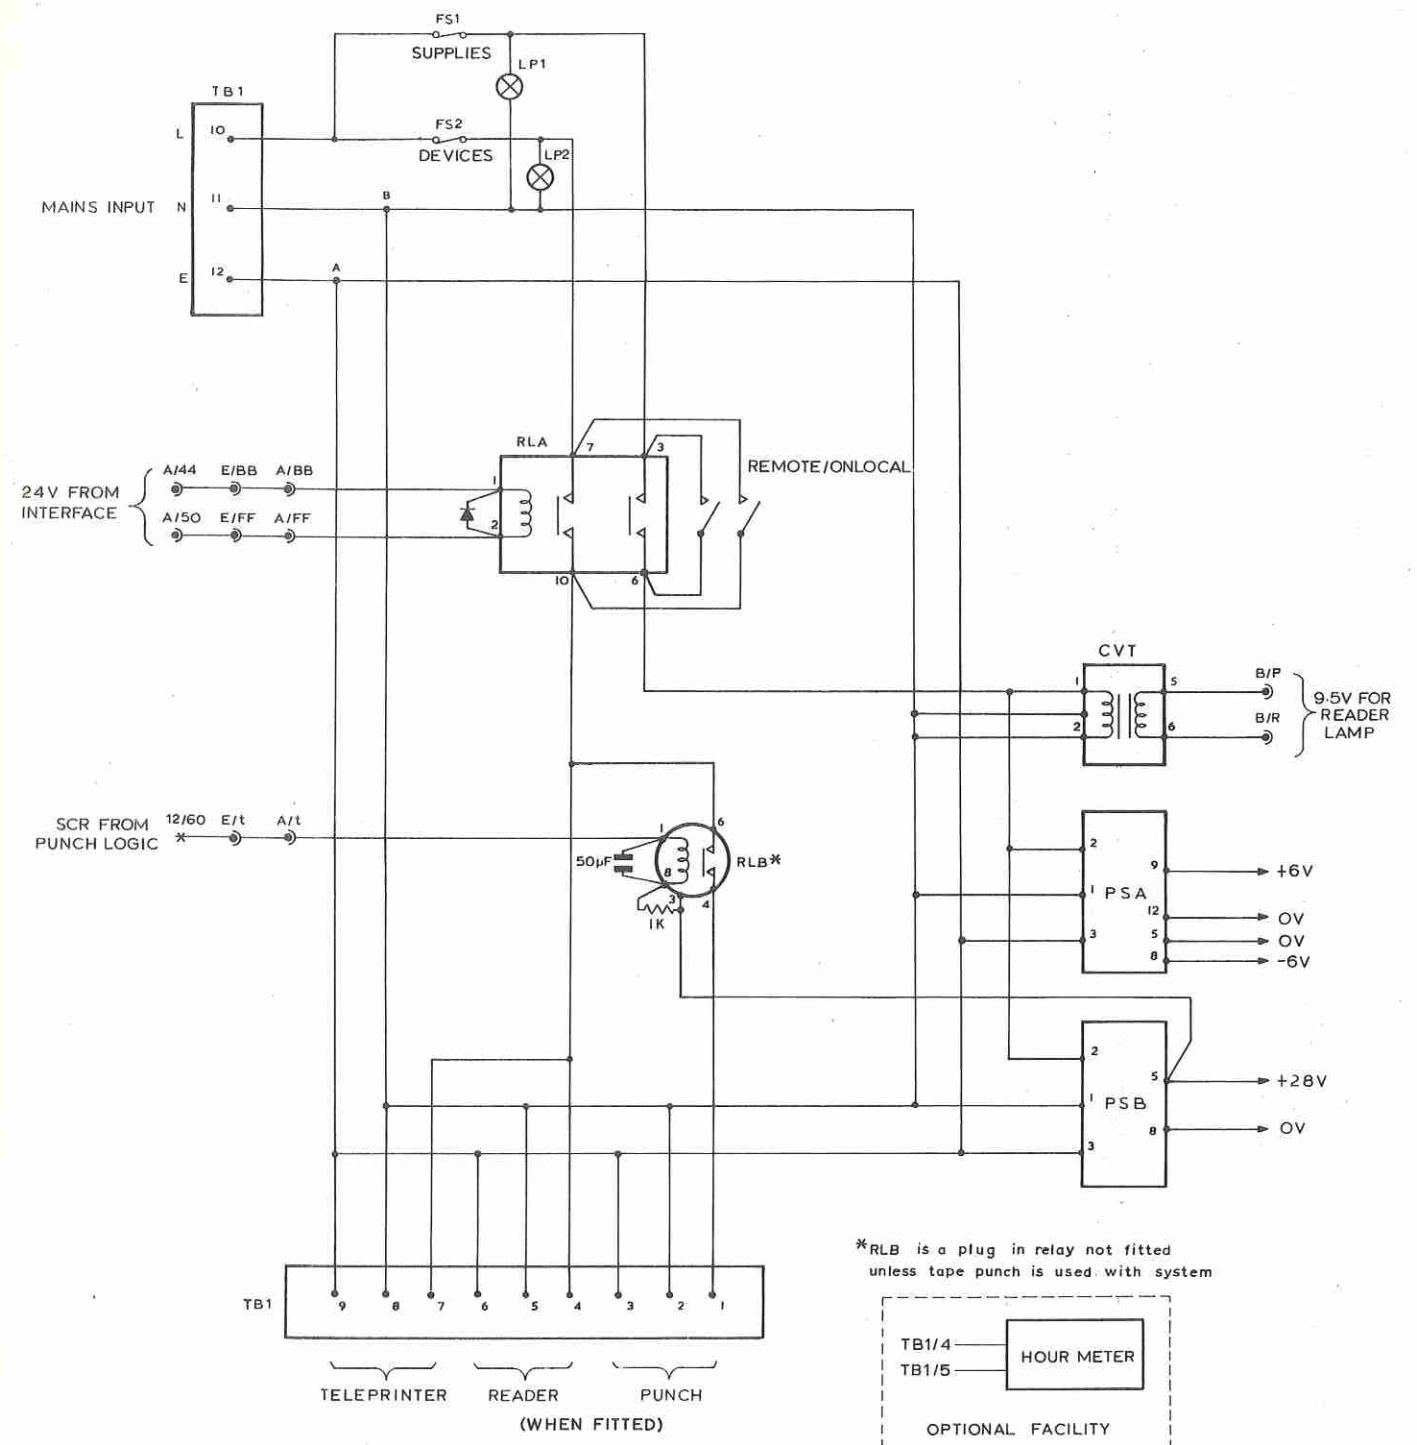 FS1
SUPPLIES
LP1
TB1
L 10
FS2
DEVICES
LP2
MAINS INPUT N 11
B
E 12
A
RLA
7
3
REMOTE/ONLOCAL
24V FROM
INTERFACE
A/44 E/BB A/BB
1
A/50 E/FF A/FF
2
10
6
CVT
1
5
B/P
2
6
B/R
9.5V FOR
READER
LAMP
SCR FROM
PUNCH LOGIC
12/60 E/t A/t
1
6
50µF
8
RLB*
3
4
1K
2
1 PSA
3
9
+6V
12
0V
5
0V
8
-6V
2
1 PSB
3
5
+28V
8
0V
*RLB is a plug in relay not fitted
unless tape punch is used with system
TB1
9 8 7 6 5 4 3 2 1
TELEPRINTER READER PUNCH
(WHEN FITTED)
TB1/4
TB1/5
HOUR METER
OPTIONAL FACILITY